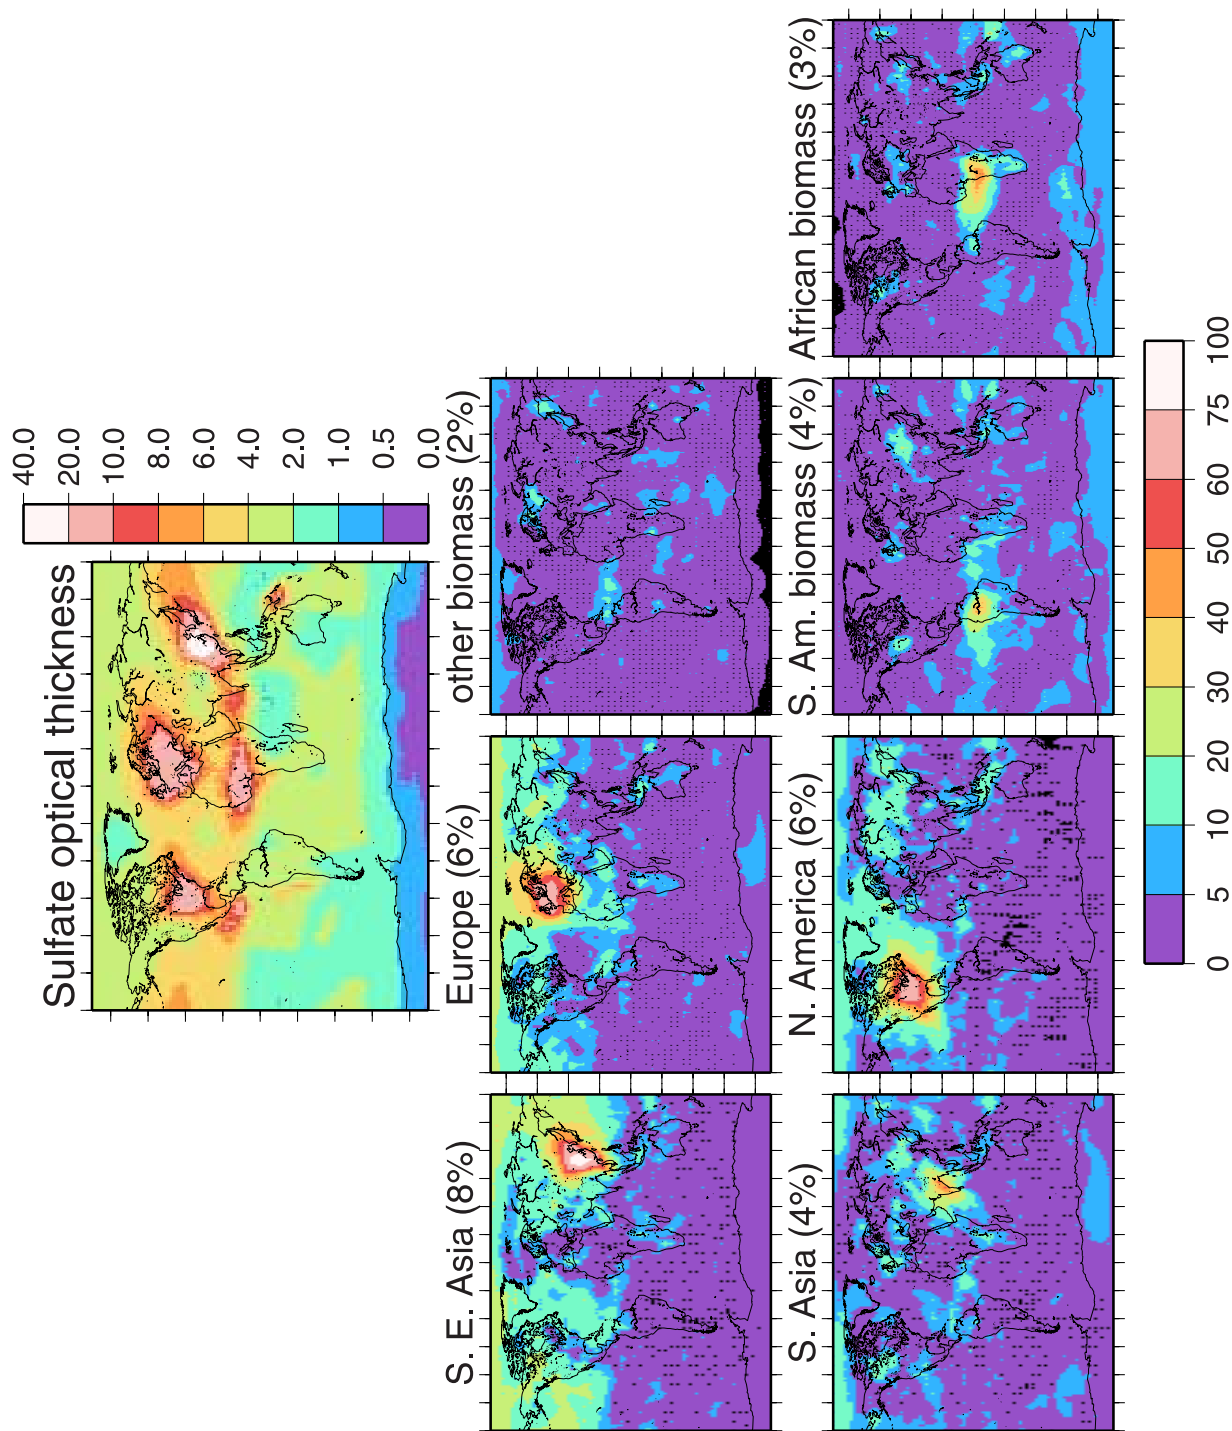 Sulfate optical thickness
40.0
20.0
10.0
8.0
6.0
4.0
2.0
1.0
0.5
0.0
S. E. Asia (8%)
Europe (6%)
other biomass (2%)
S. Asia (4%)
N. America (6%)
S. Am. biomass (4%)
African biomass (3%)
0 5 10 20 30 40 50 60 75 100